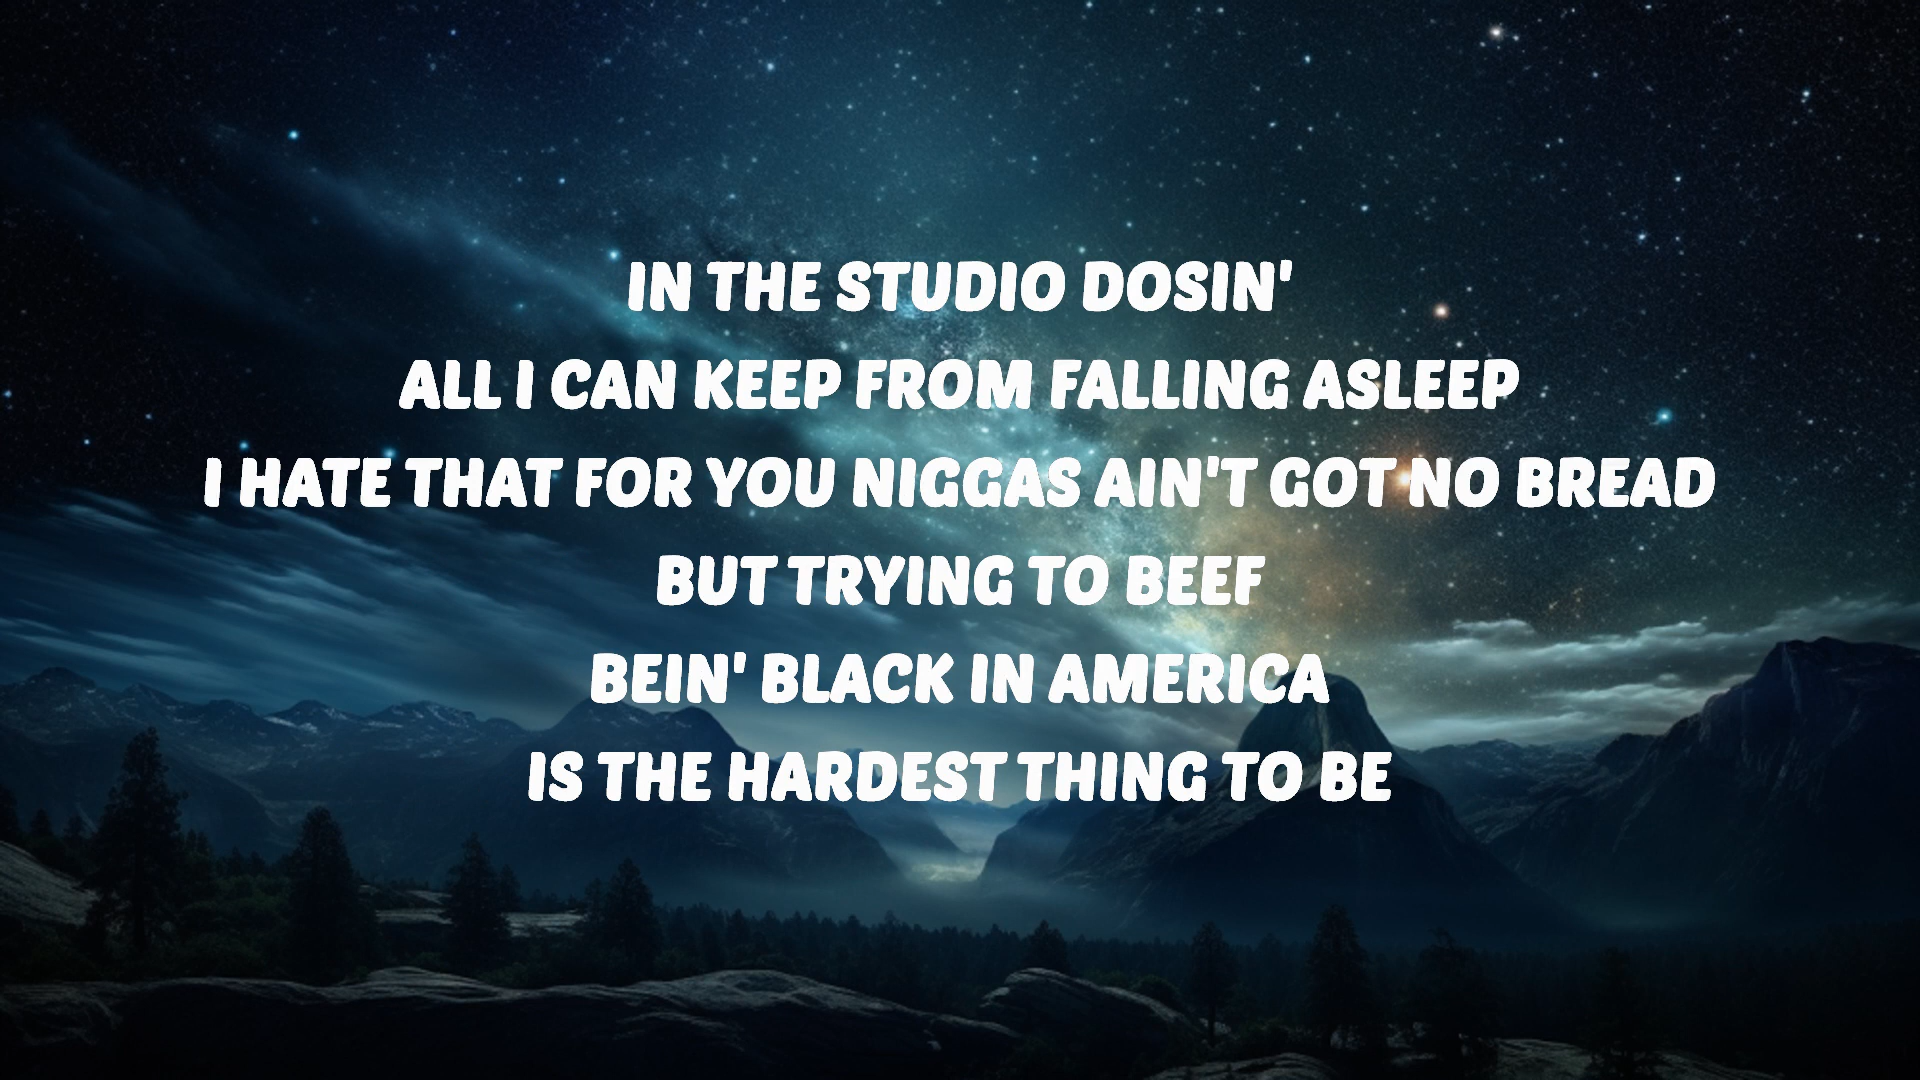 IN THE STUDIO DOSIN'
ALL I CAN KEEP FROM FALLING ASLEEP
I HATE THAT FOR YOU NIGGAS AIN'T GOT NO BREAD
BUT TRYING TO BEEF
BEIN' BLACK IN AMERICA
IS THE HARDEST THING TO BE